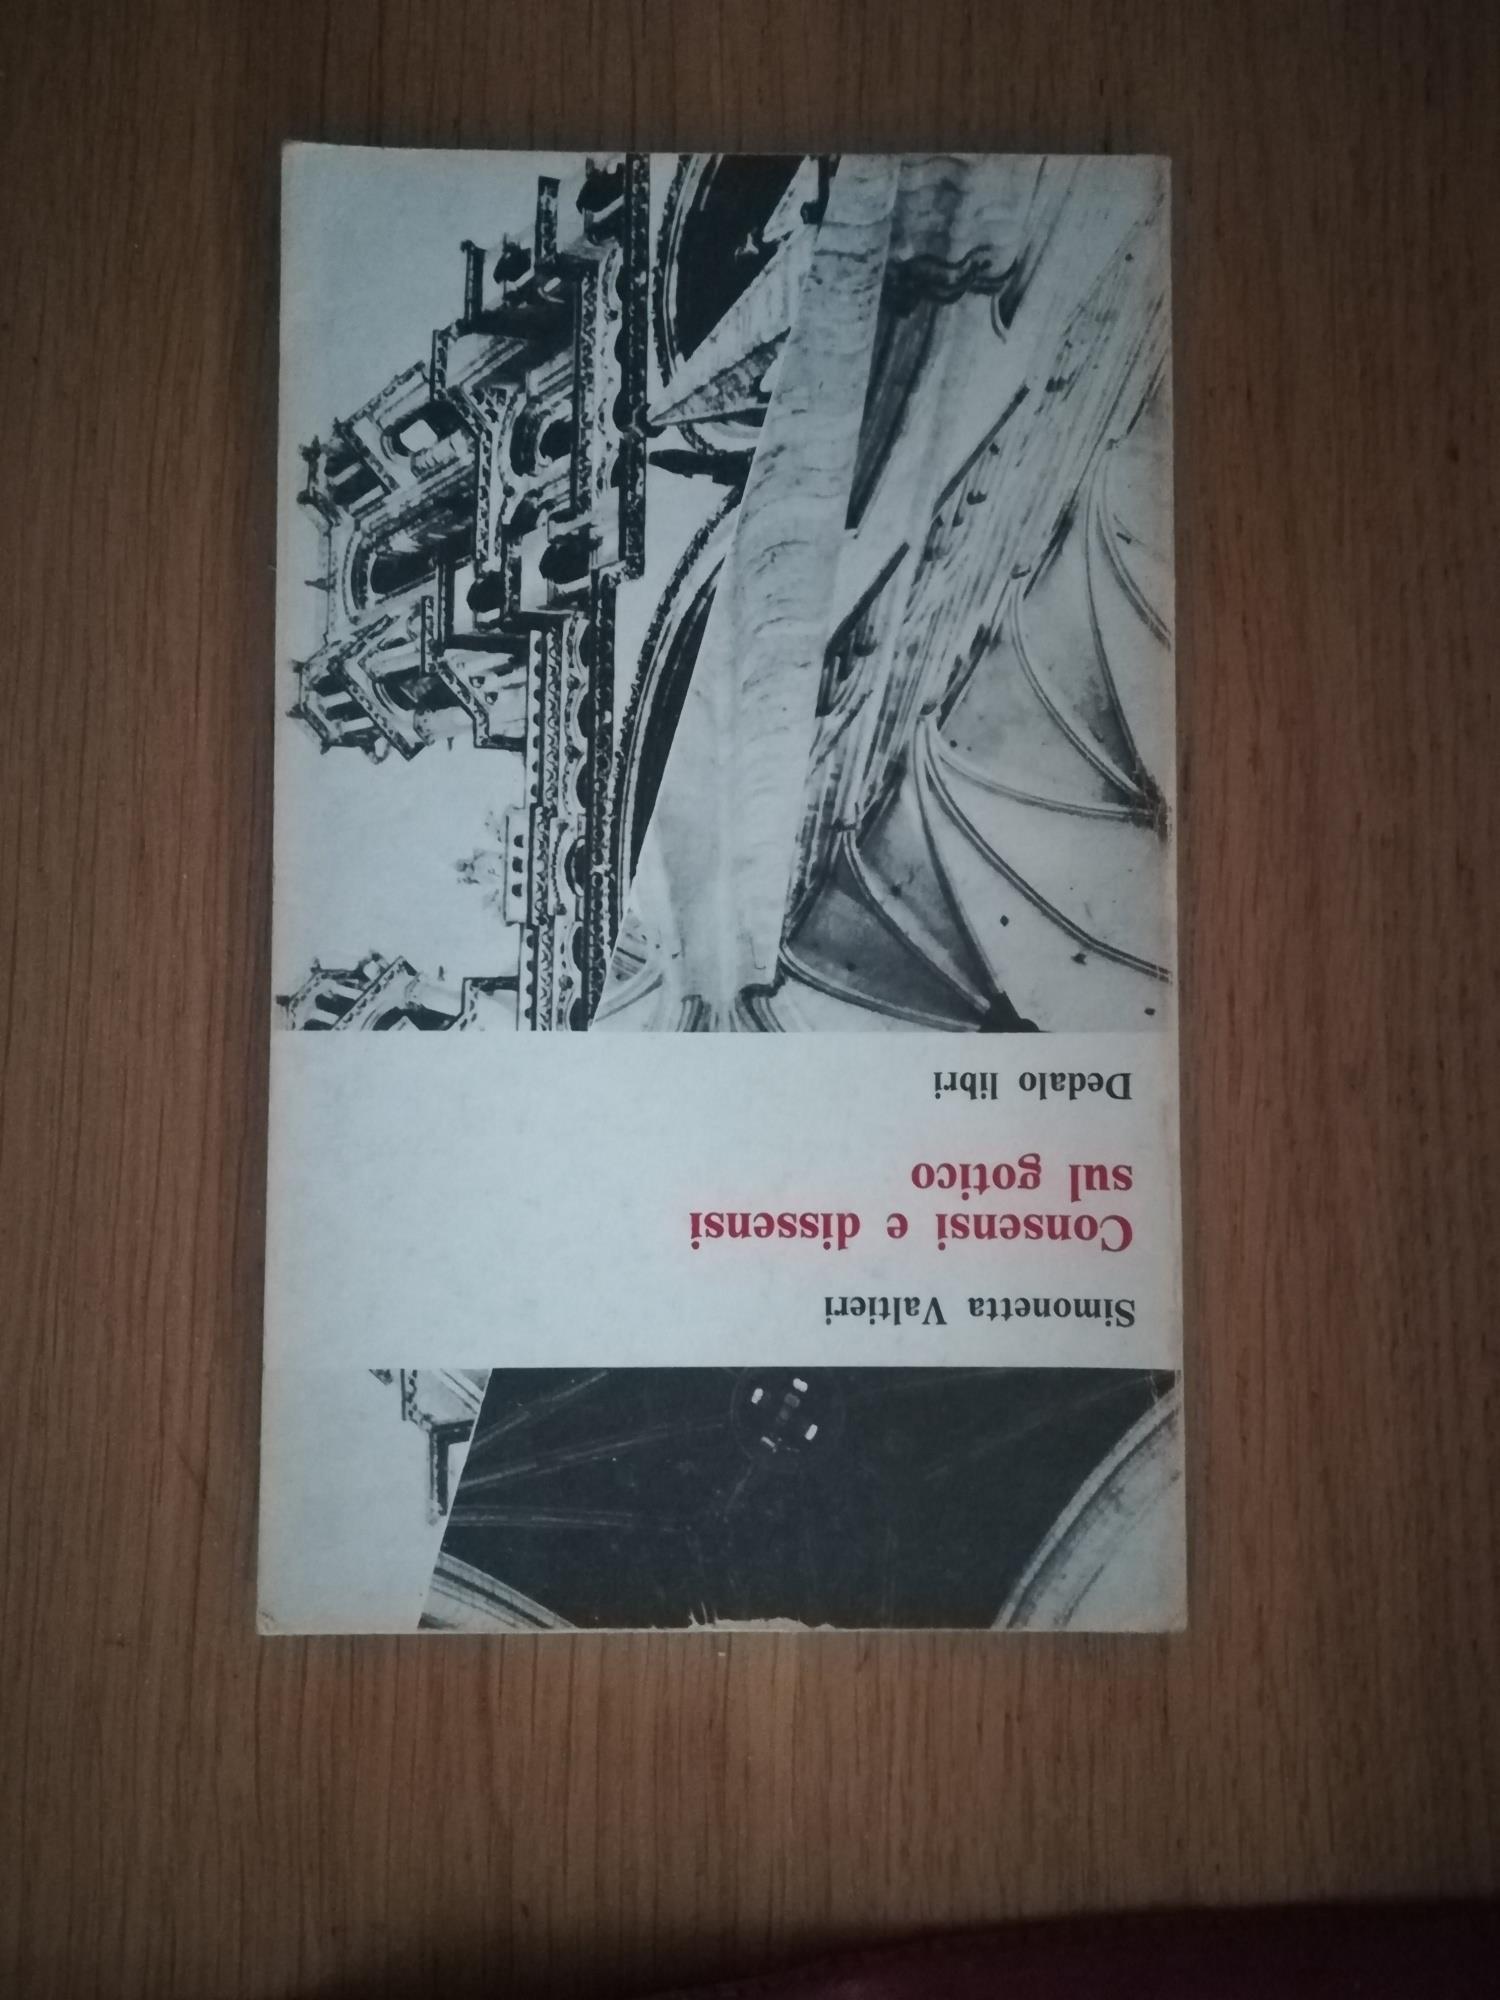 Simonetta Valtieri
Consensi e dissensi
sul gotico
Dedalo libri